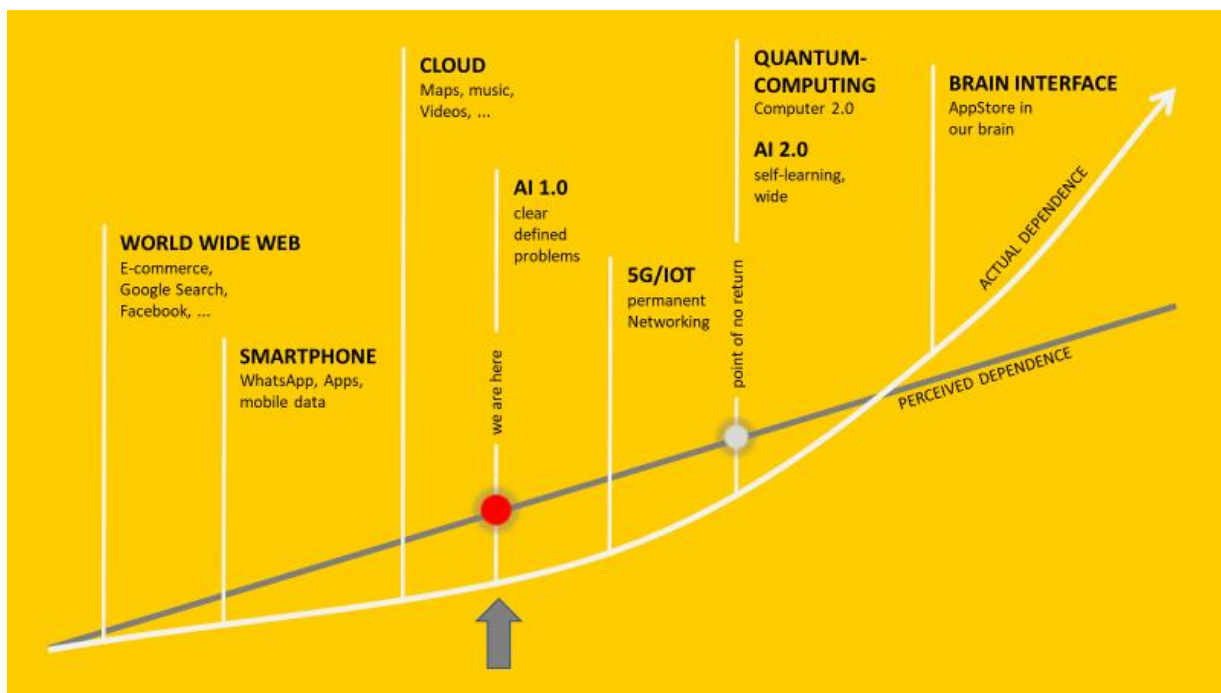 WORLD WIDE WEB
E-commerce,
Google Search,
Facebook, ...
SMARTPHONE
WhatsApp, Apps,
mobile data
CLOUD
Maps, music,
Videos, ...
AI 1.0
clear
defined
problems
we are here
5G/IOT
permanent
Networking
QUANTUM-
COMPUTING
Computer 2.0
AI 2.0
self-learning,
wide
point of no return
BRAIN INTERFACE
AppStore in
our brain
ACTUAL DEPENDENCE
PERCEIVED DEPENDENCE